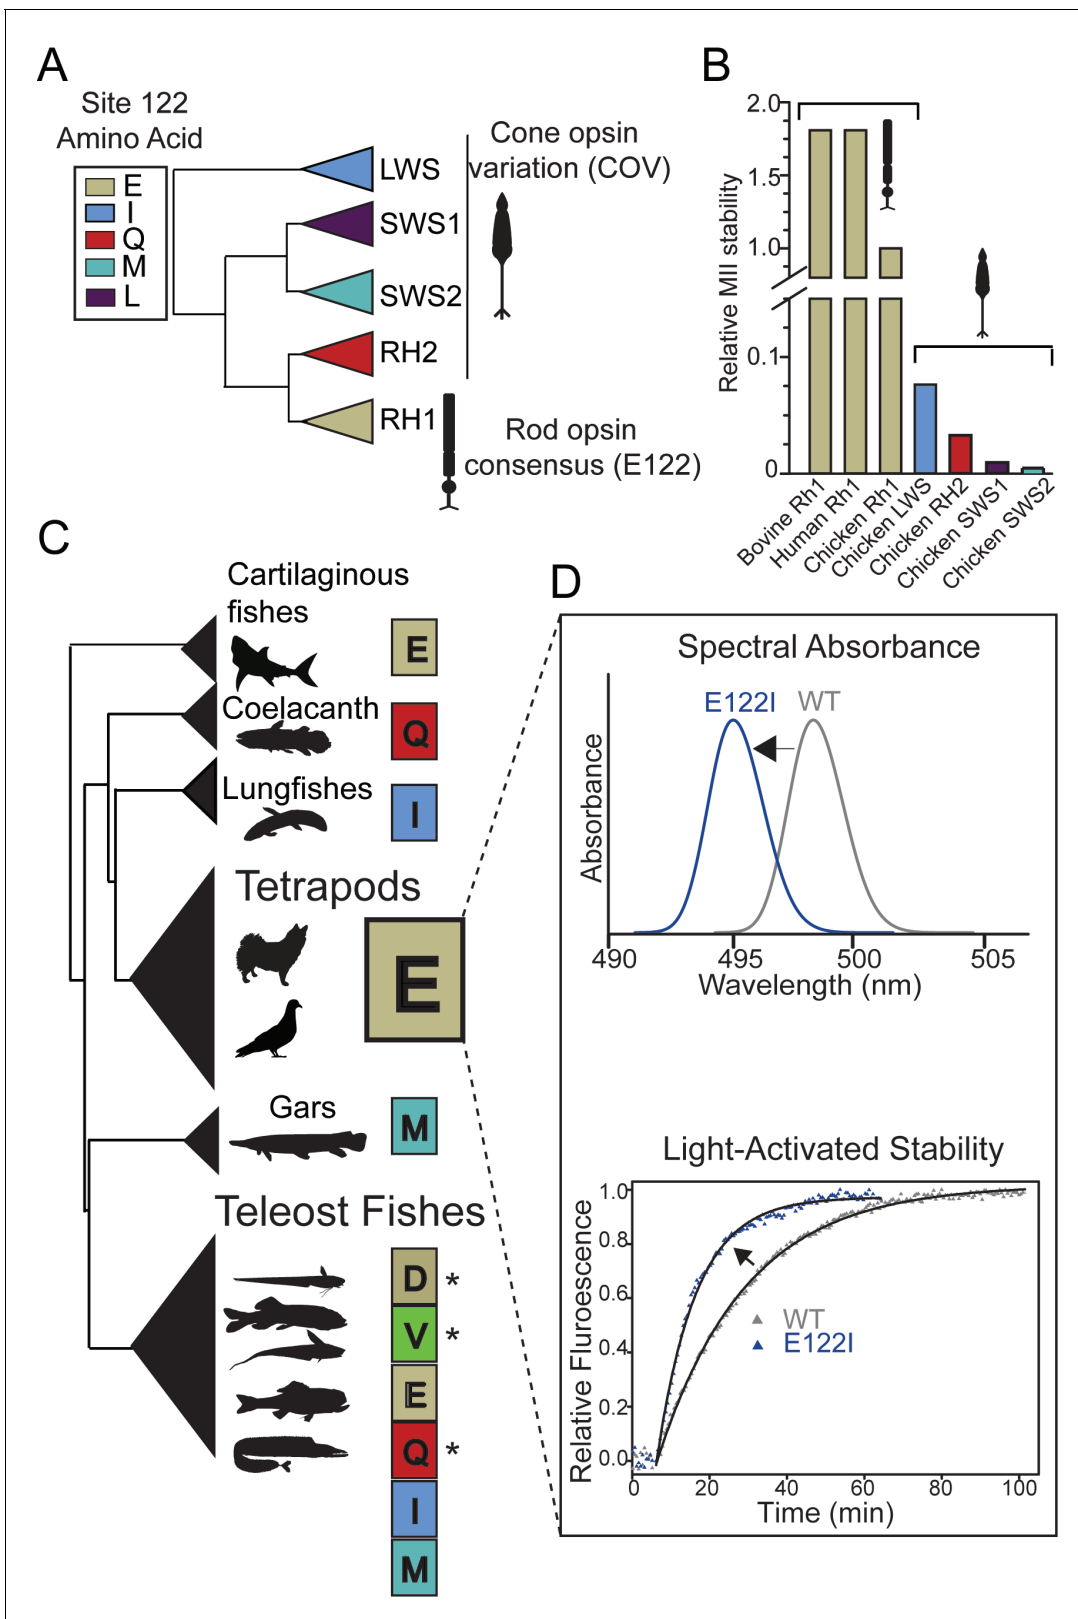 A
Site 122
Amino Acid
E
I
Q
M
L
LWS
SWS1
SWS2
RH2
RH1
Cone opsin
variation (COV)
Rod opsin
consensus (E122)
B
Relative MII stability
2.0
1.5
1.0
0.1
0
Bovine Rh1
Human Rh1
Chicken Rh1
Chicken LWS
Chicken RH2
Chicken SWS1
Chicken SWS2
C
Cartilaginous
fishes
E
Coelacanth
Q
Lungfishes
I
Tetrapods
E
Gars
M
Teleost Fishes
D *
V *
E
Q *
I
M
D
Spectral Absorbance
E122I
WT
Absorbance
490
495
500
505
Wavelength (nm)
Light-Activated Stability
Relative Fluroescence
1.0
0.8
0.6
0.4
0.2
0.0
WT
E122I
0
20
40
60
80
100
Time (min)